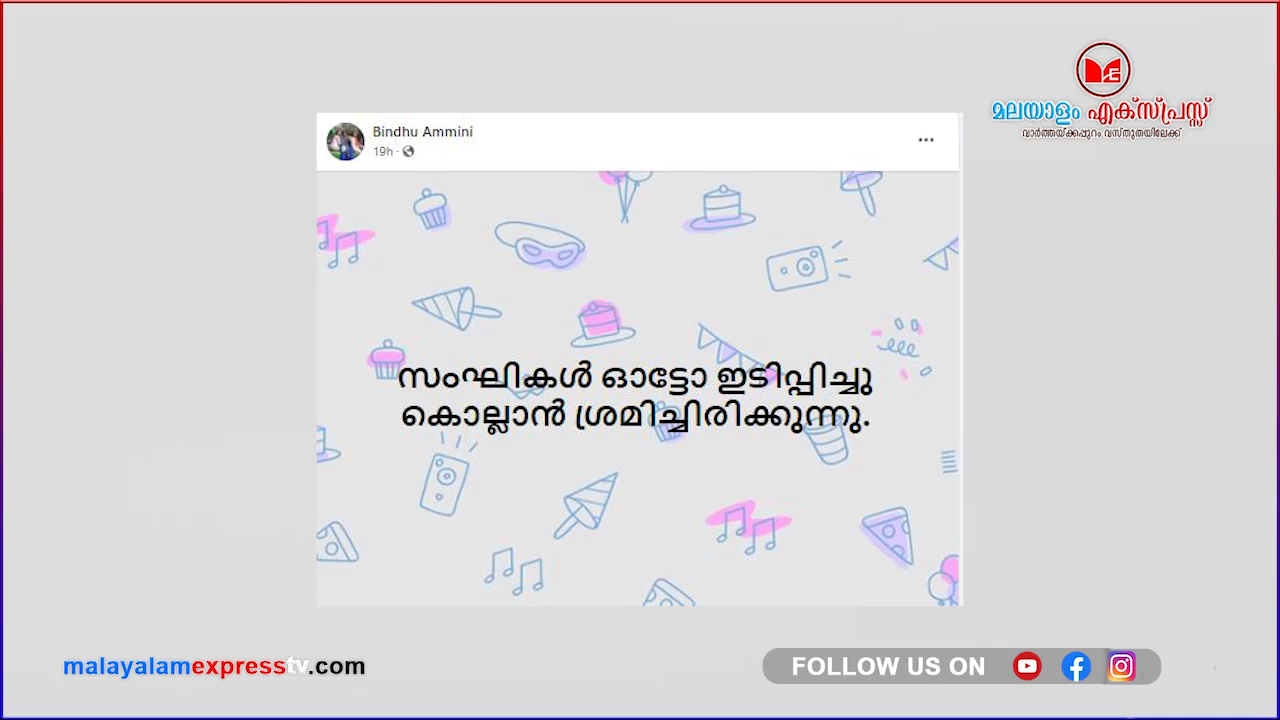 മലയാളം എക്സ്പ്രസ്സ്
വാർത്തയ്ക്കപ്പുറം വസ്തുതയിലേക്ക്
Bindhu Ammini
19h
സംഘികൾ ഓട്ടോ ഇടിപ്പിച്ചു
കൊല്ലാൻ ശ്രമിച്ചിരിക്കുന്നു.
malayalamexpresstv.com
FOLLOW US ON